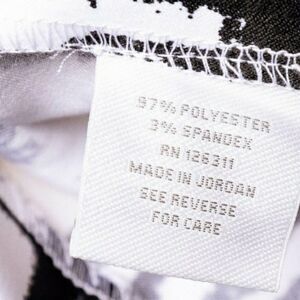 97% POLYESTER
3% SPANDEX
RN 126311
MADE IN JORDAN
SEE REVERSE
FOR CARE